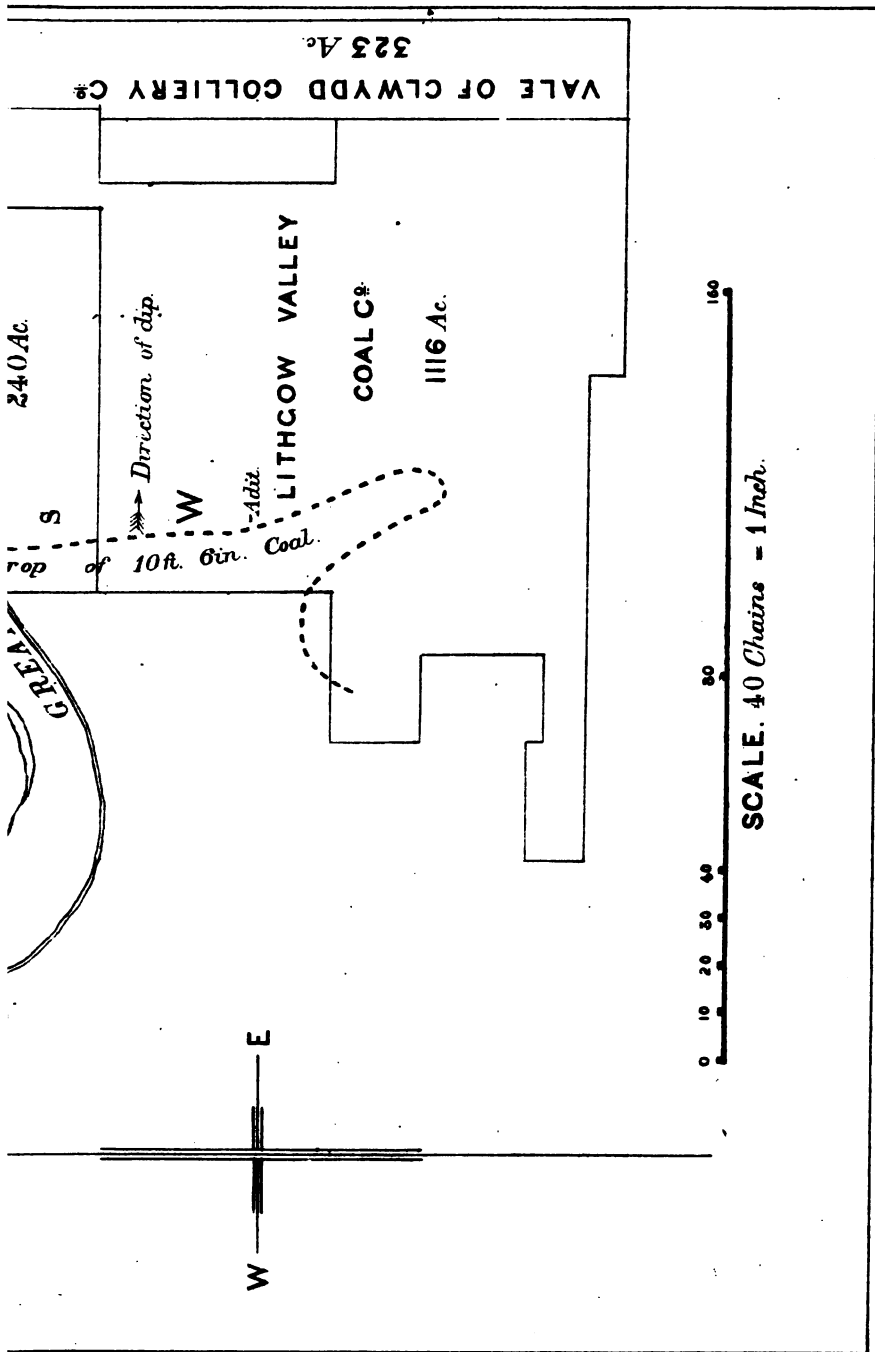 VALE OF CLWYDD COLLIERY Co.
323 Ac.
240 Ac.
S
Direction of dip.
W
Adit.
LITHGOW VALLEY
COAL Co.
1116 Ac.
rop of 10ft. 6in. Coal.
GREA
W
E
0 10 20 30 40 80 160
SCALE. 40 Chains = 1 Inch.